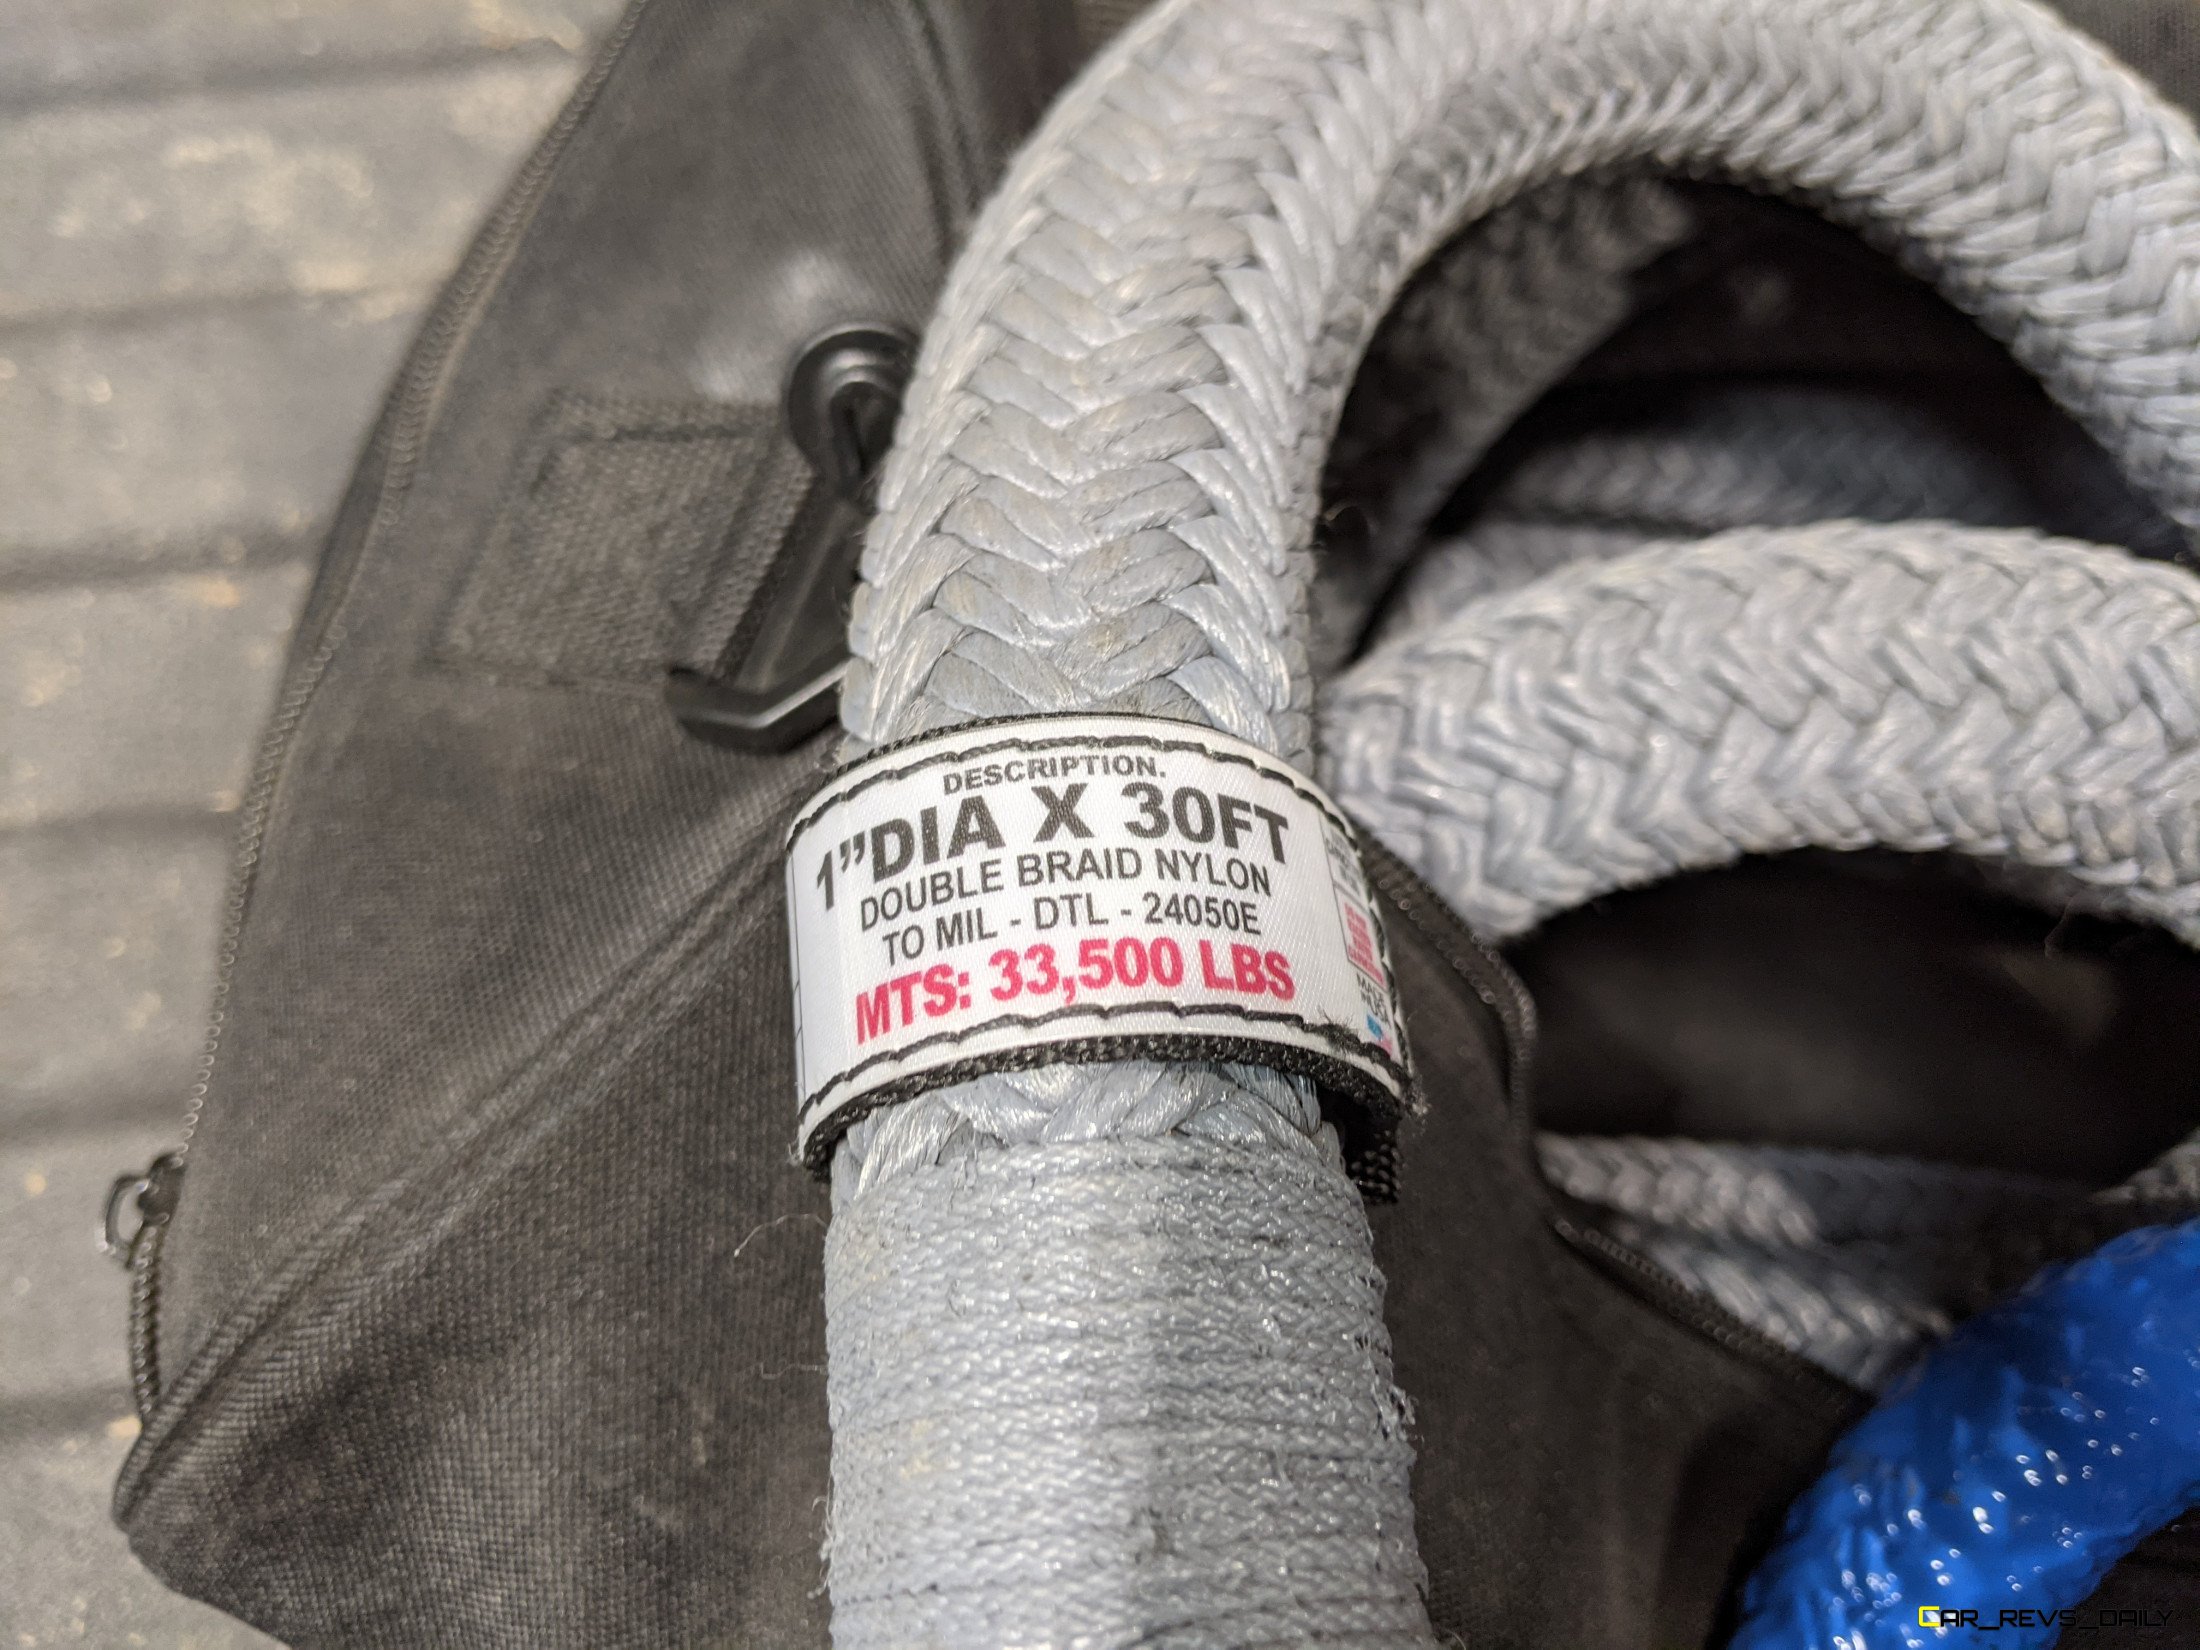 DESCRIPTION.
1”DIA X 30FT
DOUBLE BRAID NYLON
TO MIL - DTL - 24050E
MTS: 33,500 LBS
CAR_REVS_DAILY